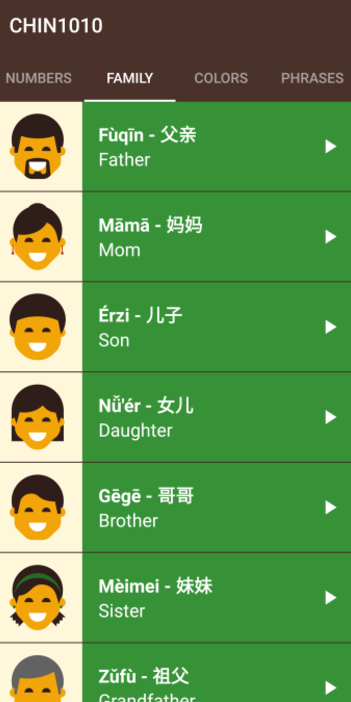 CHIN1010
NUMBERS FAMILY COLORS PHRASES
Fùqīn - 父亲
Father
Māmā - 妈妈
Mom
Érzi - 儿子
Son
Nǚ'ér - 女儿
Daughter
Gēgē - 哥哥
Brother
Mèimei - 妹妹
Sister
Zǔfù - 祖父
Grandfather